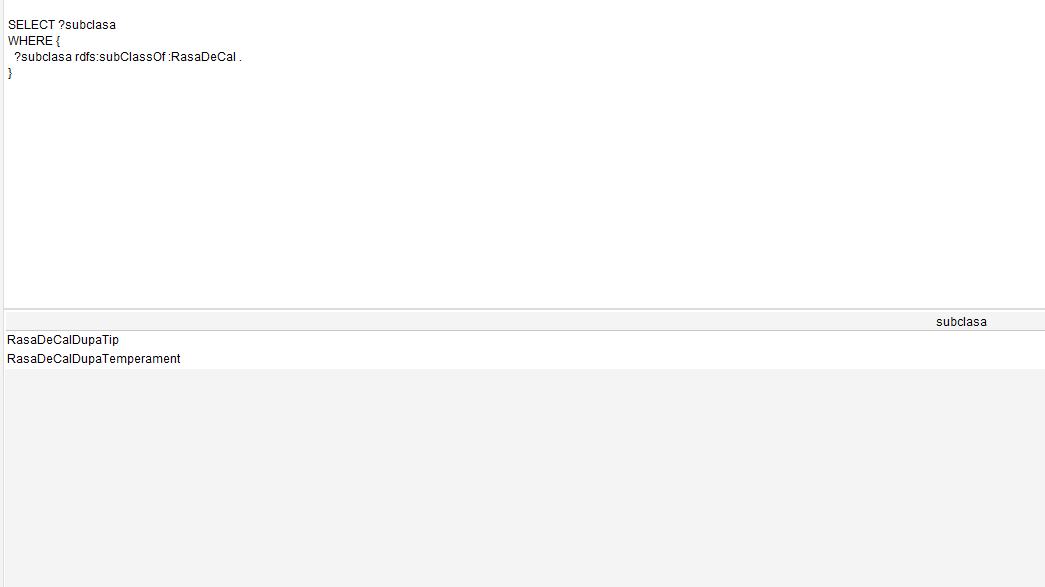 SELECT ?subclasa
WHERE {
?subclasa rdfs:subClassOf :RasaDeCal .
}
subclasa
RasaDeCalDupaTip
RasaDeCalDupaTemperament